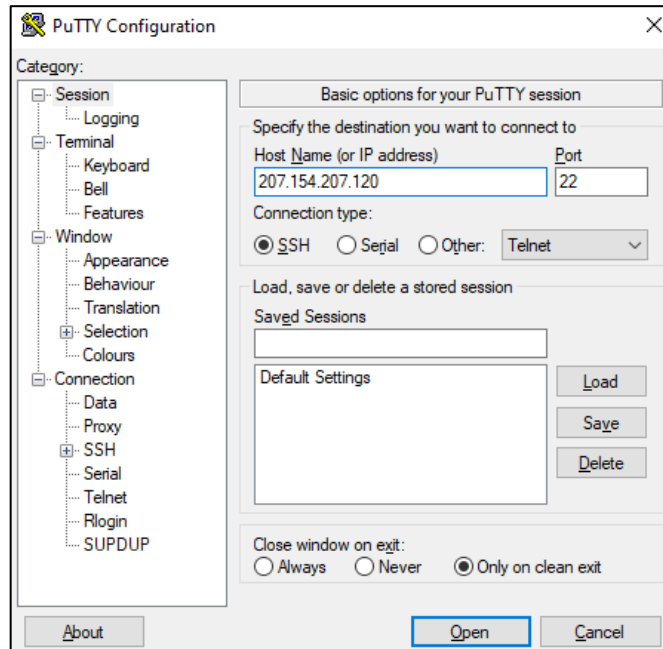 PuTTY Configuration
Category:
Session
Logging
Terminal
Keyboard
Bell
Features
Window
Appearance
Behaviour
Translation
Selection
Colours
Connection
Data
Proxy
SSH
Serial
Telnet
Rlogin
SUPDUP
Basic options for your PuTTY session
Specify the destination you want to connect to
Host Name (or IP address) Port
207.154.207.120 22
Connection type:
SSH Serial Other: Telnet
Load, save or delete a stored session
Saved Sessions
Default Settings
Load
Save
Delete
Close window on exit:
Always Never Only on clean exit
About Open Cancel